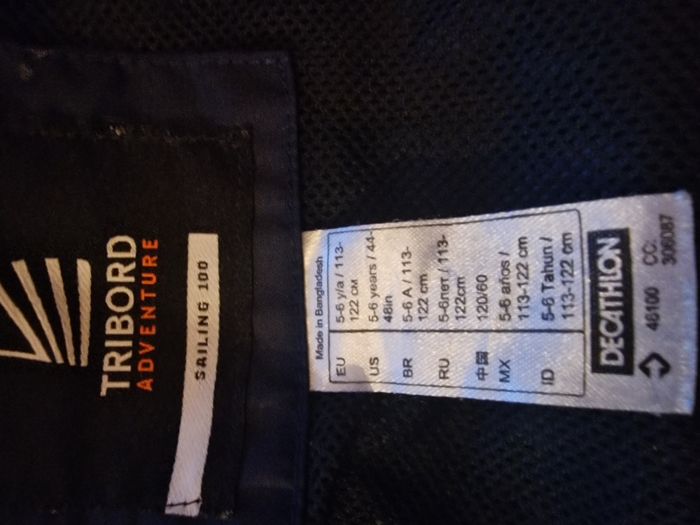 TRIBORD
ADVENTURE
SAILING 100
Made in Bangladesh
EU 5-6 y/a / 113-
122 см
US 5-6 years / 44-
48in
BR 5-6 A / 113-
122 cm
RU 5-6лет / 113-
122cm
中国 120/60
MX 5-6 años /
113-122 cm
ID 5-6 Tahun /
113-122 cm
DECATHLON
46100 CC:
306087